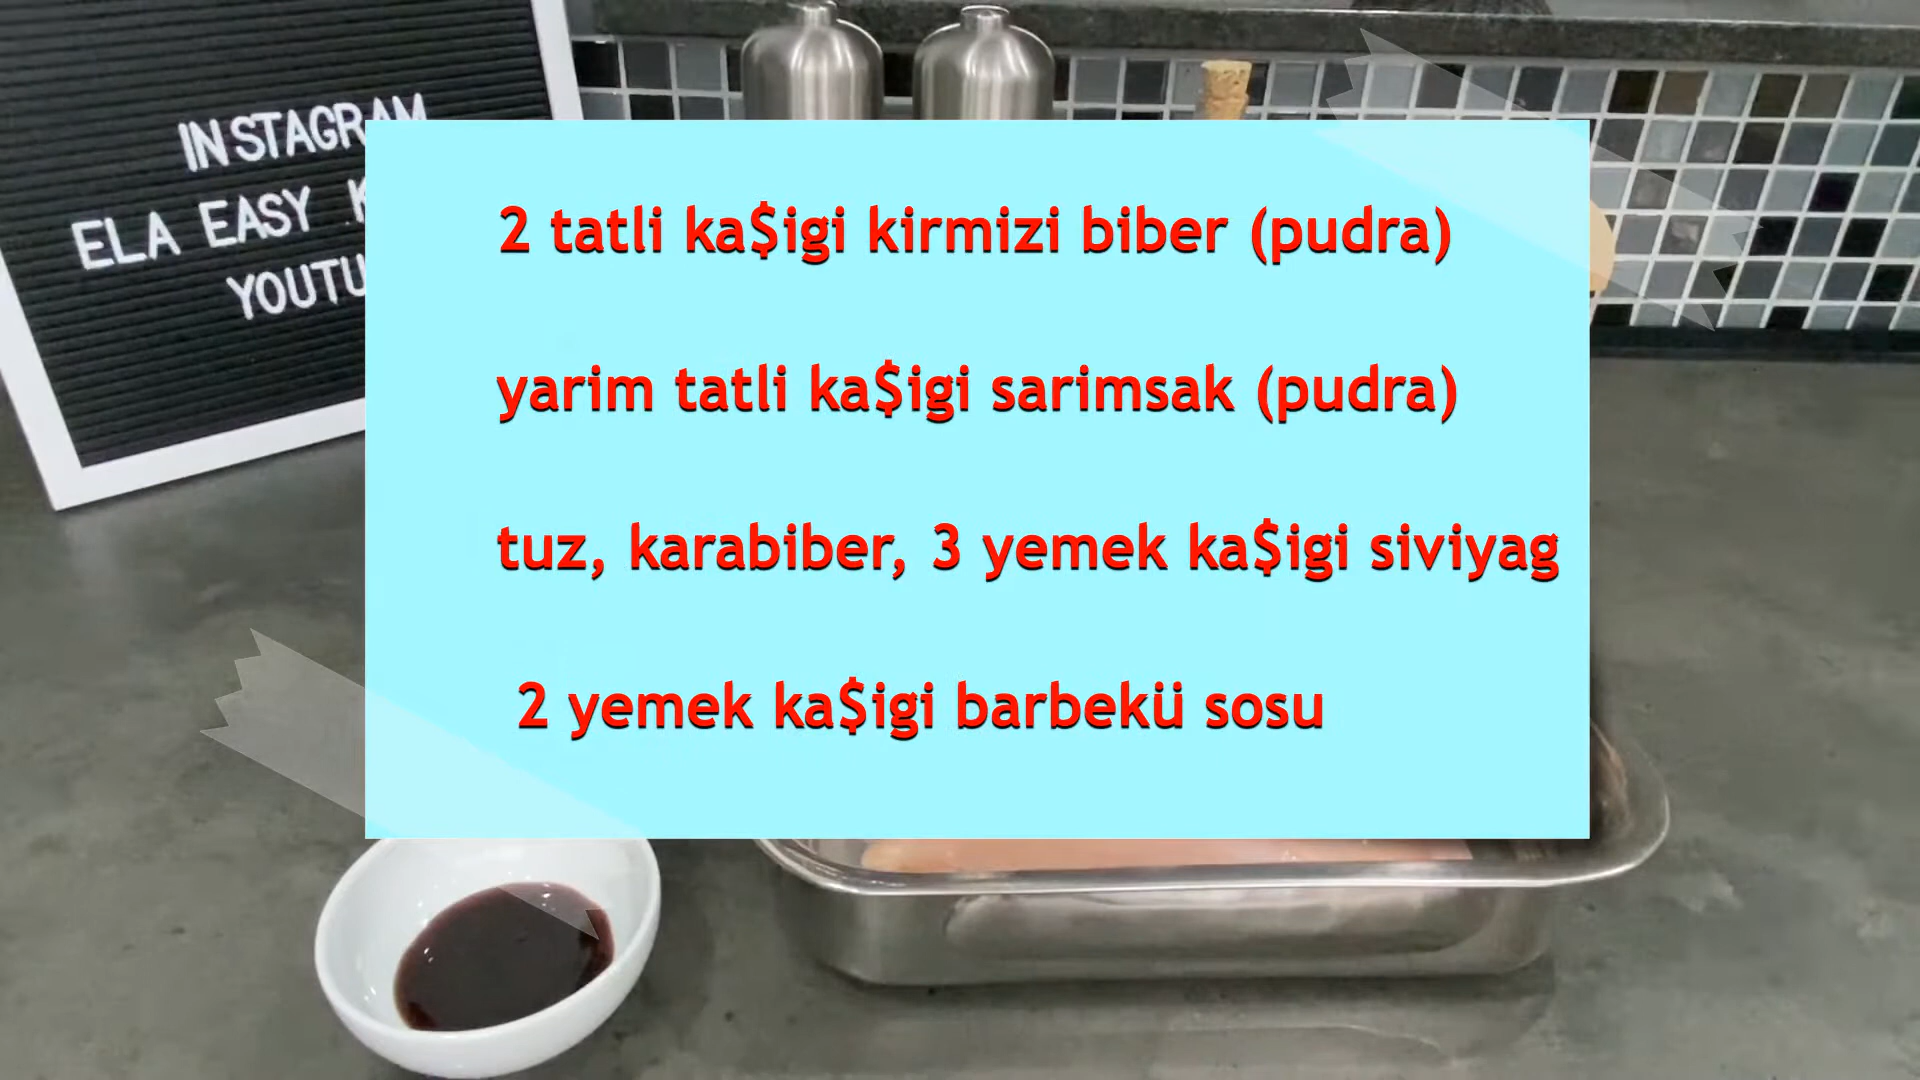 INSTAGRAM
ELA EASY
2 tatli ka$igi kirmizi biber (pudra)
yarim tatli ka$igi sarimsak (pudra)
tuz, karabiber, 3 yemek ka$igi siviyag
2 yemek ka$igi barbekü sosu